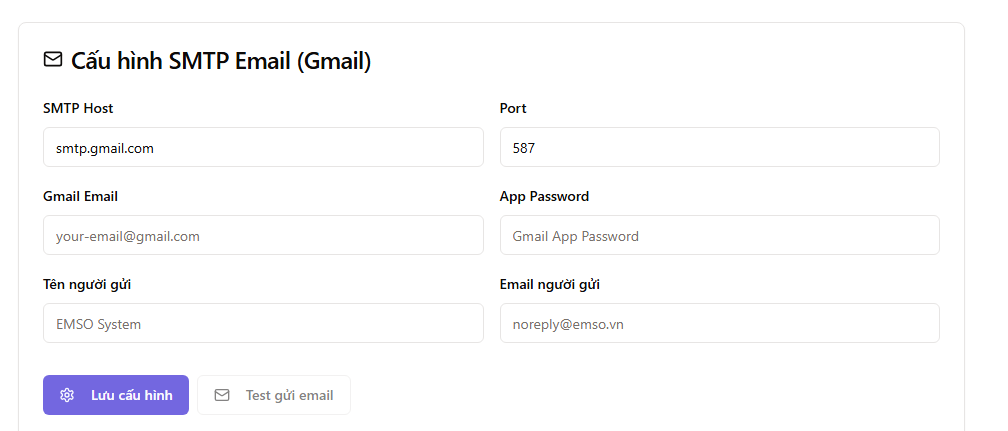 Cấu hình SMTP Email (Gmail)
SMTP Host
Port
smtp.gmail.com
587
Gmail Email
App Password
your-email@gmail.com
Gmail App Password
Tên người gửi
Email người gửi
EMSO System
noreply@emso.vn
Lưu cấu hình
Test gửi email